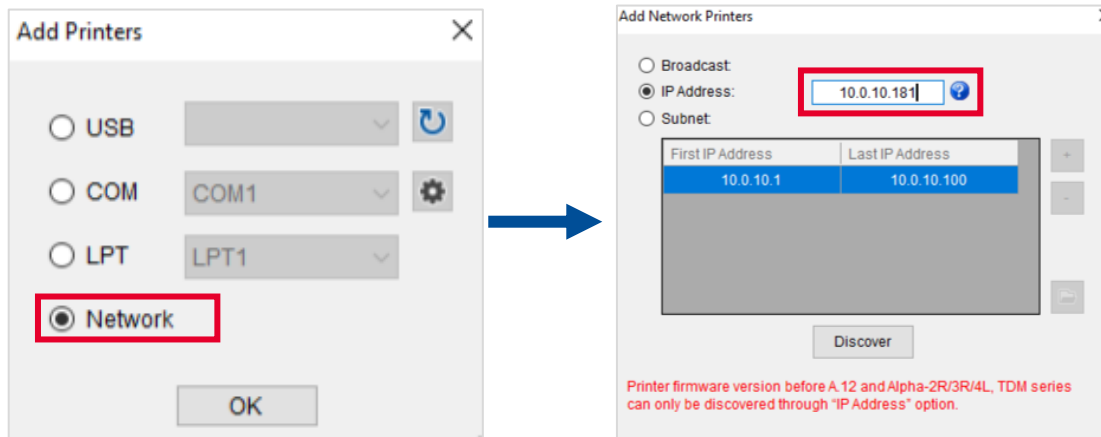 Add Printers
USB
COM
COM1
LPT
LPT1
Network
OK
Add Network Printers
Broadcast:
IP Address:
10.0.10.181
Subnet:
First IP Address
Last IP Address
10.0.10.1
10.0.10.100
+
-
Discover
Printer firmware version before A.12 and Alpha-2R/3R/4L, TDM series
can only be discovered through “IP Address” option.